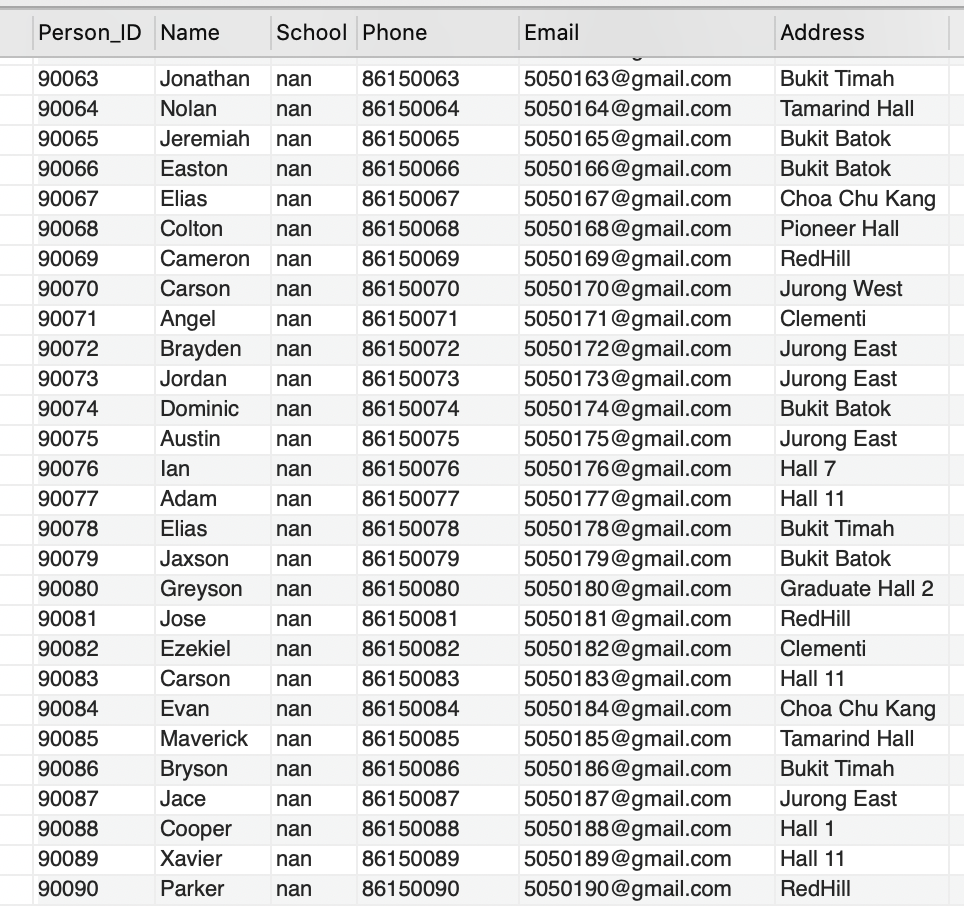 Person_ID Name School Phone Email Address
90063 Jonathan nan 86150063 5050163@gmail.com Bukit Timah
90064 Nolan nan 86150064 5050164@gmail.com Tamarind Hall
90065 Jeremiah nan 86150065 5050165@gmail.com Bukit Batok
90066 Easton nan 86150066 5050166@gmail.com Bukit Batok
90067 Elias nan 86150067 5050167@gmail.com Choa Chu Kang
90068 Colton nan 86150068 5050168@gmail.com Pioneer Hall
90069 Cameron nan 86150069 5050169@gmail.com RedHill
90070 Carson nan 86150070 5050170@gmail.com Jurong West
90071 Angel nan 86150071 5050171@gmail.com Clementi
90072 Brayden nan 86150072 5050172@gmail.com Jurong East
90073 Jordan nan 86150073 5050173@gmail.com Jurong East
90074 Dominic nan 86150074 5050174@gmail.com Bukit Batok
90075 Austin nan 86150075 5050175@gmail.com Jurong East
90076 Ian nan 86150076 5050176@gmail.com Hall 7
90077 Adam nan 86150077 5050177@gmail.com Hall 11
90078 Elias nan 86150078 5050178@gmail.com Bukit Timah
90079 Jaxson nan 86150079 5050179@gmail.com Bukit Batok
90080 Greyson nan 86150080 5050180@gmail.com Graduate Hall 2
90081 Jose nan 86150081 5050181@gmail.com RedHill
90082 Ezekiel nan 86150082 5050182@gmail.com Clementi
90083 Carson nan 86150083 5050183@gmail.com Hall 11
90084 Evan nan 86150084 5050184@gmail.com Choa Chu Kang
90085 Maverick nan 86150085 5050185@gmail.com Tamarind Hall
90086 Bryson nan 86150086 5050186@gmail.com Bukit Timah
90087 Jace nan 86150087 5050187@gmail.com Jurong East
90088 Cooper nan 86150088 5050188@gmail.com Hall 1
90089 Xavier nan 86150089 5050189@gmail.com Hall 11
90090 Parker nan 86150090 5050190@gmail.com RedHill